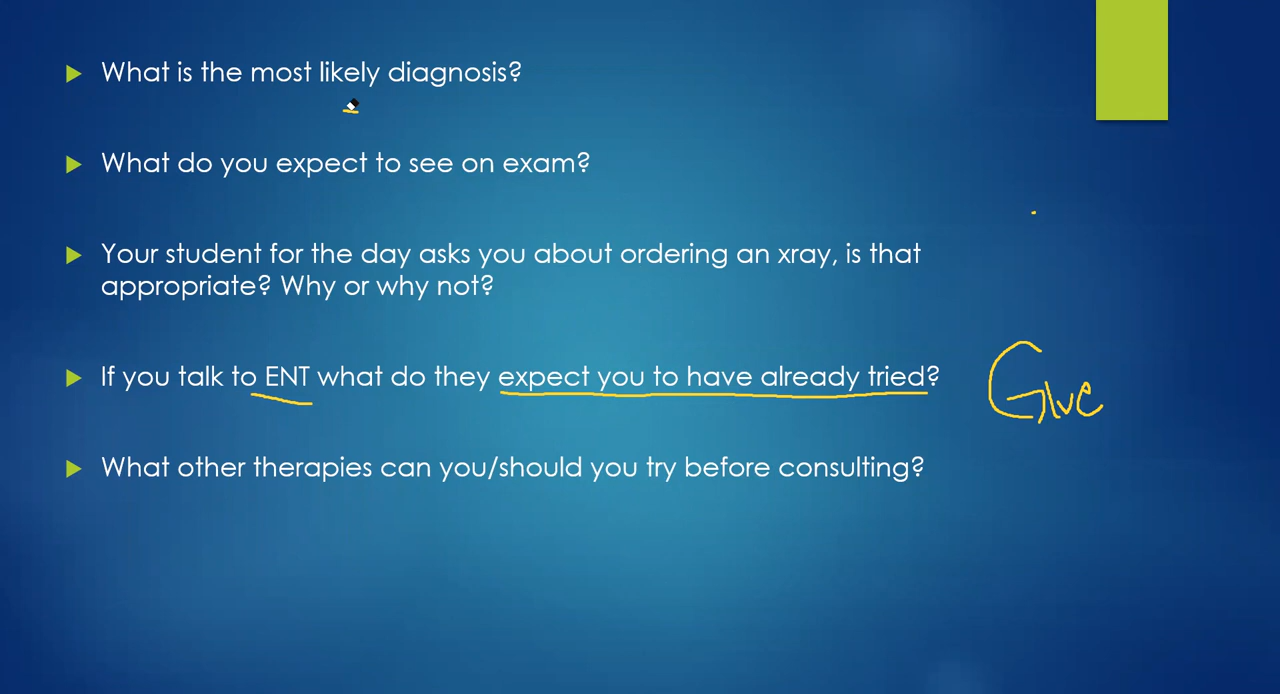 What is the most likely diagnosis?
What do you expect to see on exam?
Your student for the day asks you about ordering an xray, is that
appropriate? Why or why not?
If you talk to ENT what do they expect you to have already tried?
Give
What other therapies can you/should you try before consulting?